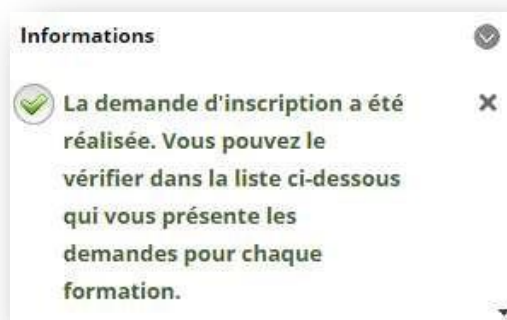 Informations
La demande d'inscription a été
réalisée. Vous pouvez le
vérifier dans la liste ci-dessous
qui vous présente les
demandes pour chaque
formation.